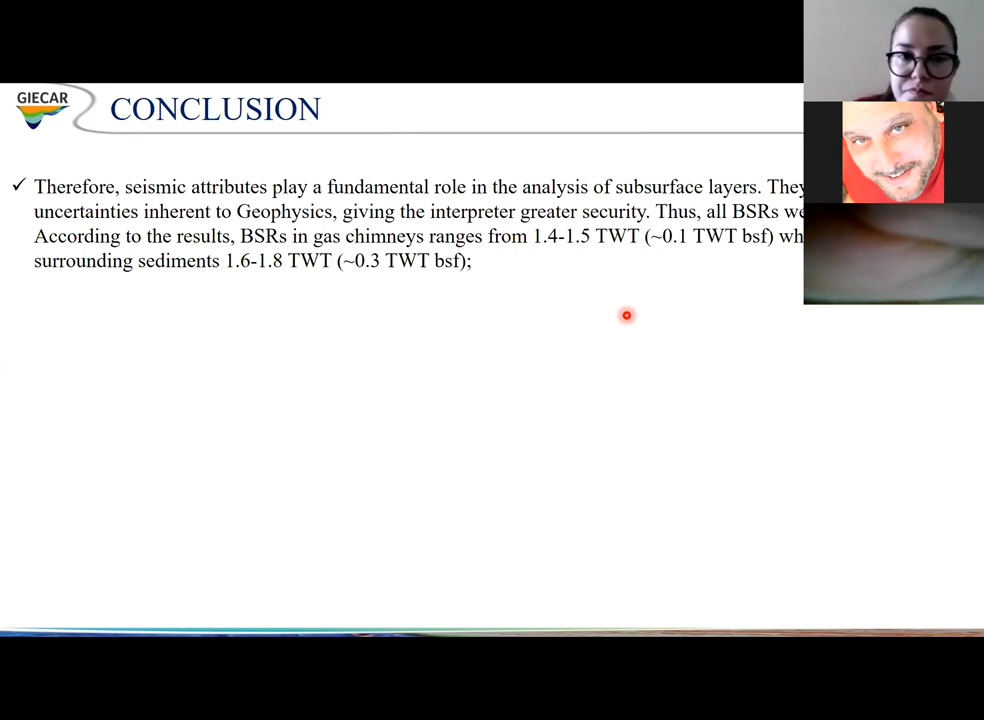 GIECAR
CONCLUSION
✓ Therefore, seismic attributes play a fundamental role in the analysis of subsurface layers. They
uncertainties inherent to Geophysics, giving the interpreter greater security. Thus, all BSRs we
According to the results, BSRs in gas chimneys ranges from 1.4-1.5 TWT (~0.1 TWT bsf) wh
surrounding sediments 1.6-1.8 TWT (~0.3 TWT bsf);